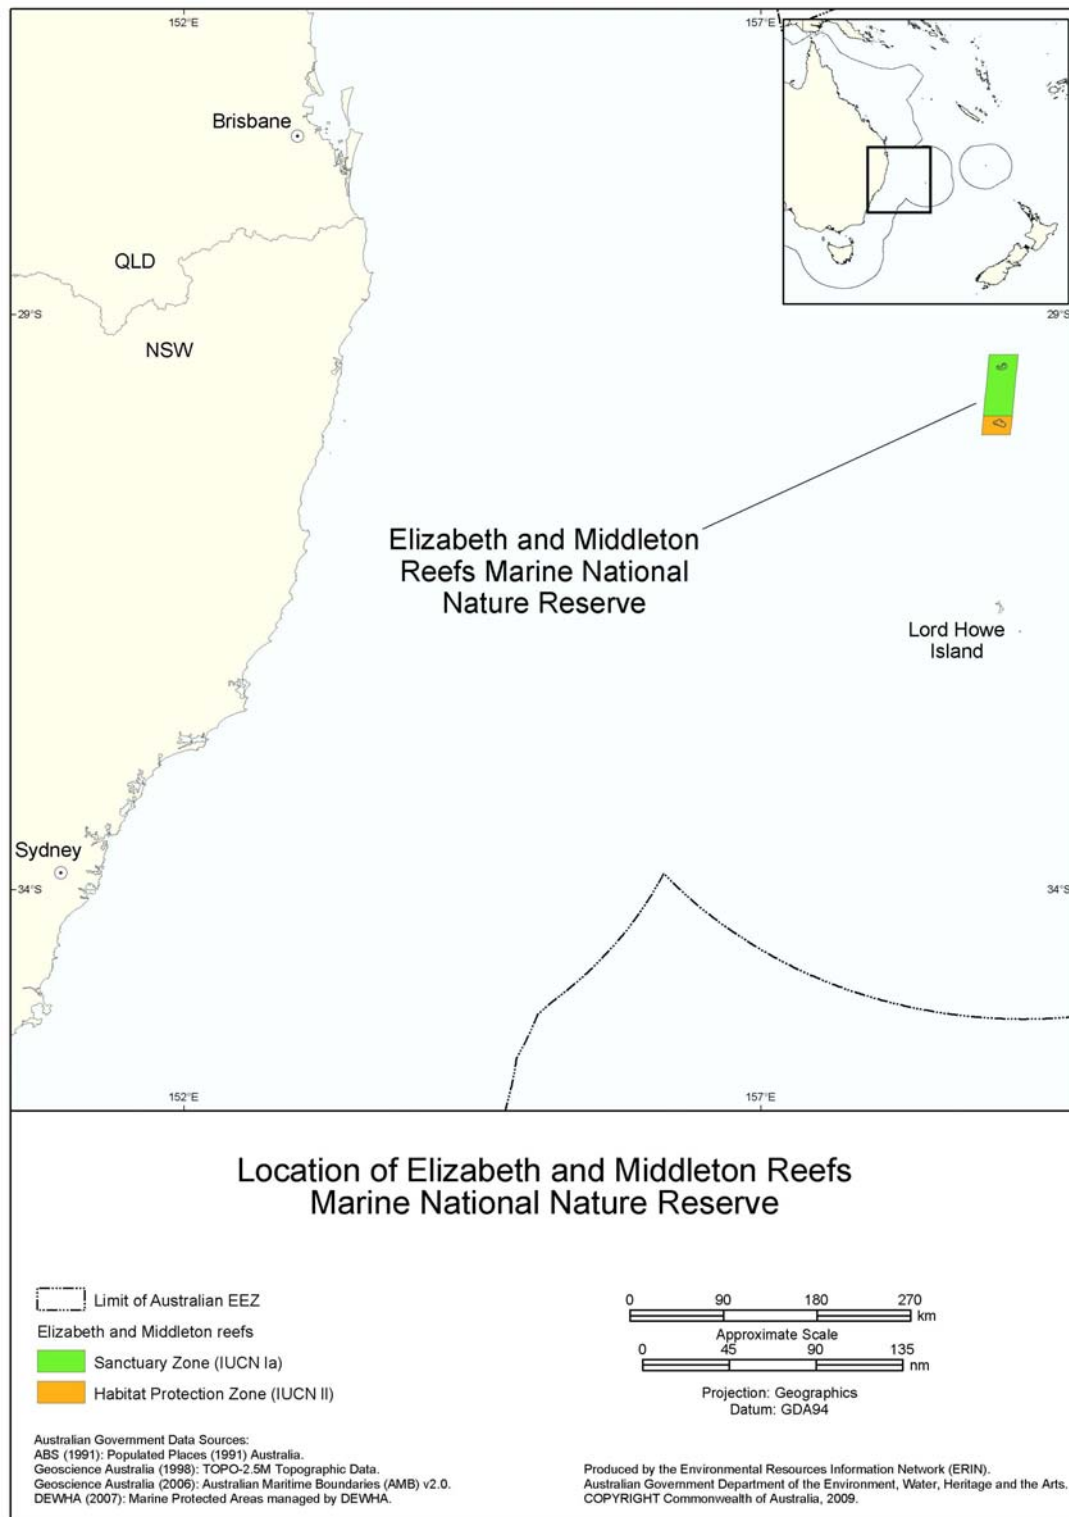 152°E
157°E
Brisbane
QLD
29°S
29°S
NSW
Elizabeth and Middleton
Reefs Marine National
Nature Reserve
Lord Howe
Island
Sydney
34°S
34°S
152°E
157°E
Location of Elizabeth and Middleton Reefs
Marine National Nature Reserve
Limit of Australian EEZ
Elizabeth and Middleton reefs
Sanctuary Zone (IUCN Ia)
Habitat Protection Zone (IUCN II)
0 90 180 270
km
Approximate Scale
0 45 90 135
nm
Projection: Geographics
Datum: GDA94
Australian Government Data Sources:
ABS (1991): Populated Places (1991) Australia.
Geoscience Australia (1998): TOPO-2.5M Topographic Data.
Geoscience Australia (2006): Australian Maritime Boundaries (AMB) v2.0.
DEWHA (2007): Marine Protected Areas managed by DEWHA.
Produced by the Environmental Resources Information Network (ERIN).
Australian Government Department of the Environment, Water, Heritage and the Arts.
COPYRIGHT Commonwealth of Australia, 2009.